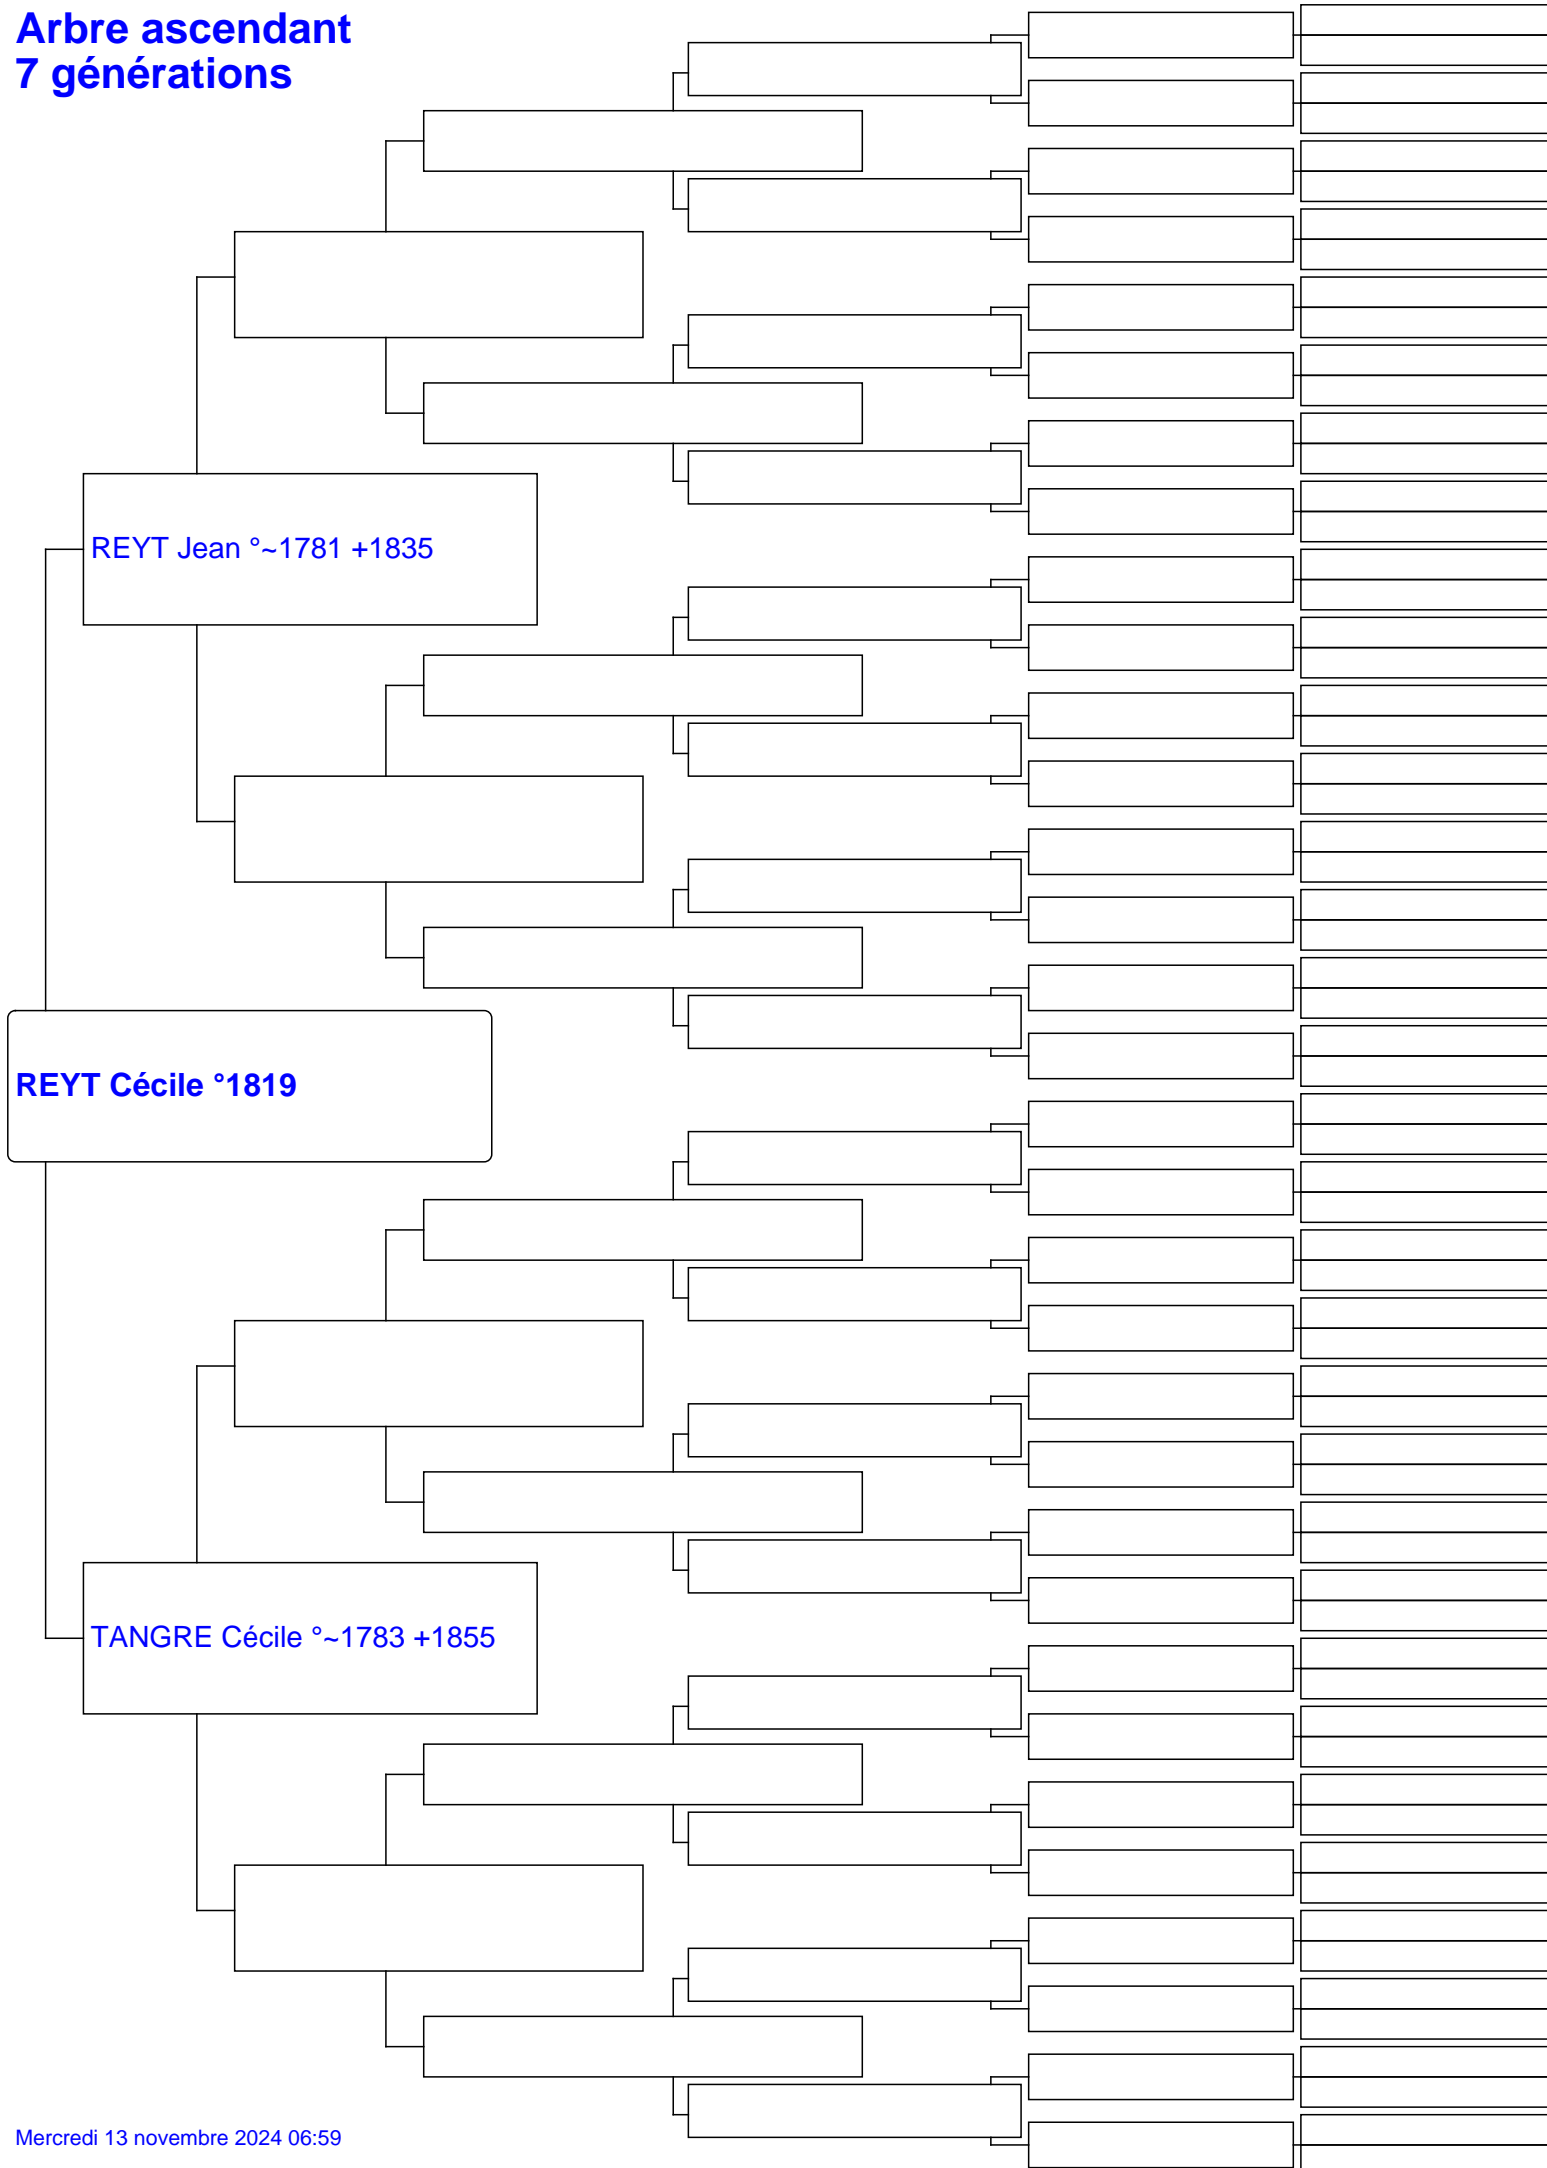 Arbre ascendant
7 générations
REYT Jean °~1781 +1835
REYT Cécile °1819
TANGRE Cécile °~1783 +1855
Mercredi 13 novembre 2024 06:59